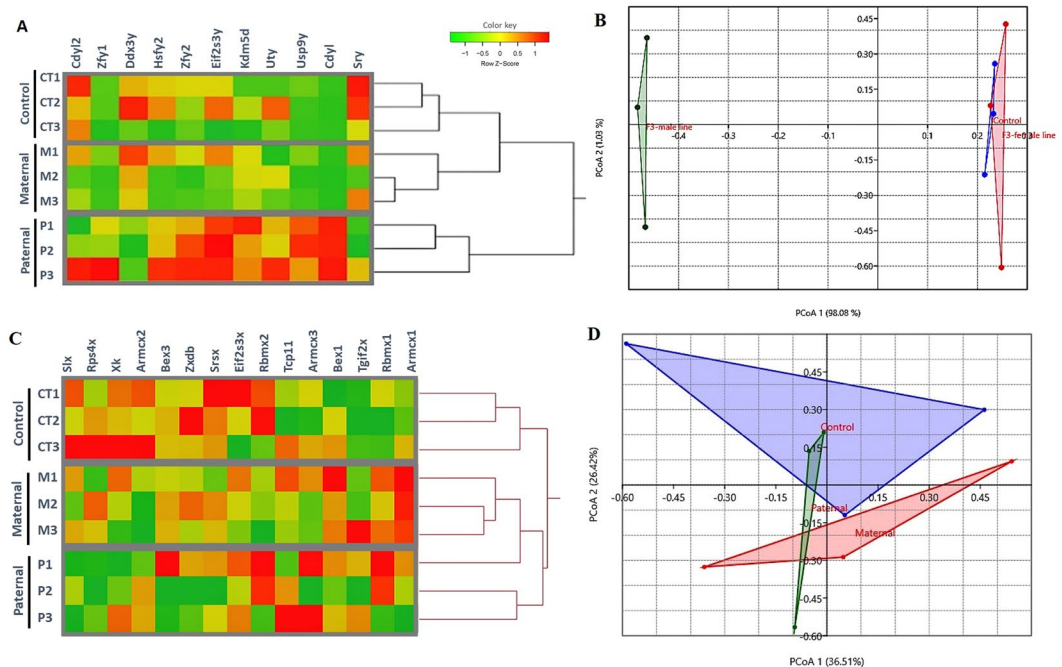 A
Cdyl2 Zfy1 Ddx3y Hsfy2 Zfy2 Eif2s3y Kdm5d Uty Usp9y Cdyl Sry
Color key
−1 0 1
Row Z-Score
Control
CT1
CT2
CT3
Maternal
M1
M2
M3
Paternal
P1
P2
P3
B
PCoA 2 (1,03 %)
0.45
0.30
0.15
-0.4 -0.3 -0.2 -0.1 0.1 0.2
-0.15
-0.30
-0.45
-0.60
F3-male line
Control
F3-female line
PCoA 1 (98.08 %)
C
Slx Rps4x Xk Armcx2 Bex3 Zxdb Srsx Eif2s3x Rbmx2 Tcp11 Armcx3 Bex1 Tgif2x Rbmx1 Armcx1
Control
CT1
CT2
CT3
Maternal
M1
M2
M3
Paternal
P1
P2
P3
D
PCoA 2 (26.42%)
0.45
0.30
0.15
-0.60 -0.45 -0.30 -0.15 0.15 0.30 0.45
-0.15
-0.30
-0.45
-0.60
Control
Paternal
Maternal
PCoA 1 (36.51%)